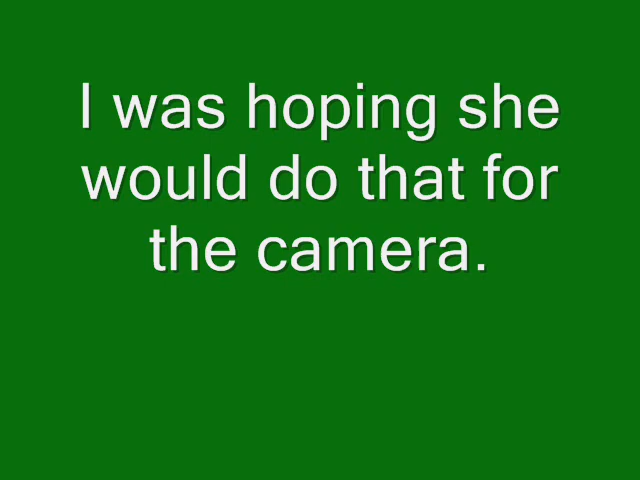 I was hoping she
would do that for
the camera.